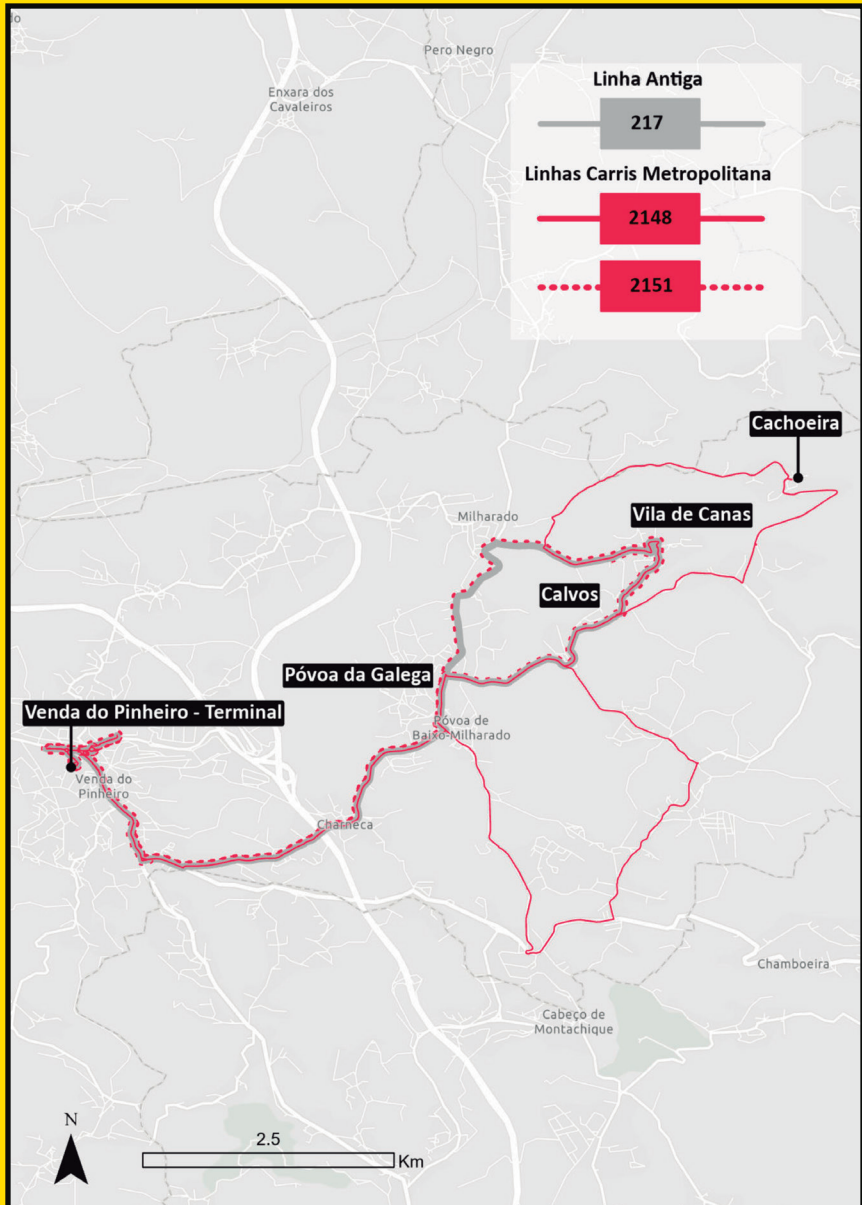 do
Pero Negro
Enxara dos
Cavaleiros
Linha Antiga
217
Linhas Carris Metropolitana
2148
2151
Cachoeira
Vila de Canas
Milharado
Calvos
Póvoa da Galega
Venda do Pinheiro - Terminal
Póvoa de
Baixo-Milharado
Venda do
Pinheiro
Charneca
Chamboeira
Cabeço de
Montachique
N
2.5
Km